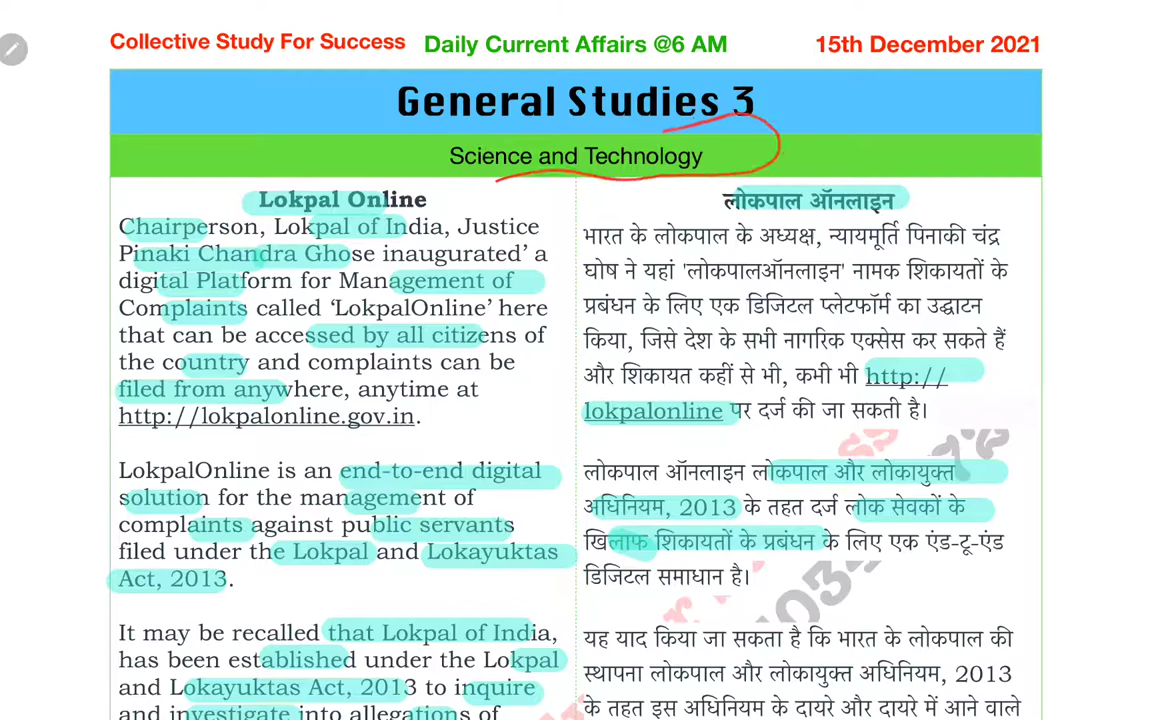 Collective Study For Success Daily Current Affairs @6 AM 15th December 2021
General Studies 3
Science and Technology
Lokpal Online
Chairperson, Lokpal of India, Justice
Pinaki Chandra Ghose inaugurated’ a
digital Platform for Management of
Complaints called ‘LokpalOnline’ here
that can be accessed by all citizens of
the country and complaints can be
filed from anywhere, anytime at
http://lokpalonline.gov.in.
LokpalOnline is an end-to-end digital
solution for the management of
complaints against public servants
filed under the Lokpal and Lokayuktas
Act, 2013.
It may be recalled that Lokpal of India,
has been established under the Lokpal
and Lokayuktas Act, 2013 to inquire
and investigate into allegations of
लोकपाल ऑनलाइन
भारत के लोकपाल के अध्यक्ष, न्यायमूर्ति पिनाकी चंद्र
घोष ने यहां 'लोकपालऑनलाइन' नामक शिकायतों के
प्रबंधन के लिए एक डिजिटल प्लेटफॉर्म का उद्घाटन
किया, जिसे देश के सभी नागरिक एक्सेस कर सकते हैं
और शिकायत कहीं से भी, कभी भी http://
lokpalonline पर दर्ज की जा सकती है।
लोकपाल ऑनलाइन लोकपाल और लोकायुक्त
अधिनियम, 2013 के तहत दर्ज लोक सेवकों के
खिलाफ शिकायतों के प्रबंधन के लिए एक एंड-टू-एंड
डिजिटल समाधान है।
यह याद किया जा सकता है कि भारत के लोकपाल की
स्थापना लोकपाल और लोकायुक्त अधिनियम, 2013
के तहत इस अधिनियम के दायरे और दायरे में आने वाले